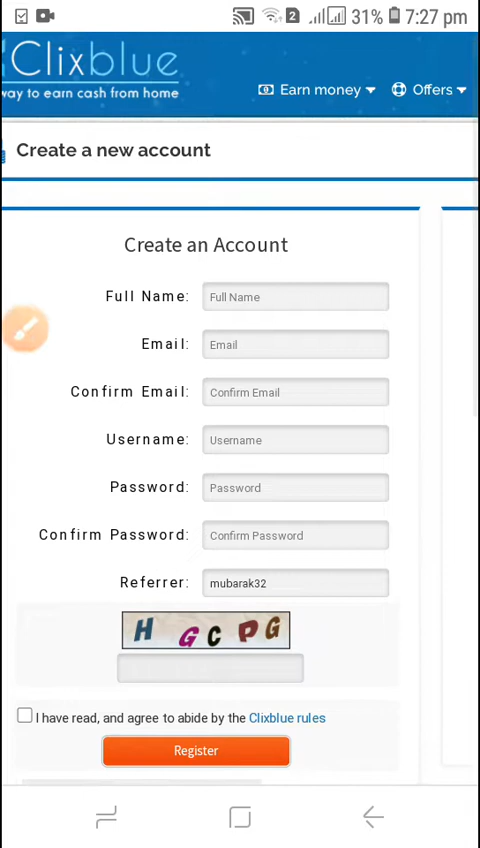 2 31% 7:27 pm
Clixblue
way to earn cash from home
Earn money Offers
Create a new account
Create an Account
Full Name: Full Name
Email: Email
Confirm Email: Confirm Email
Username: Username
Password: Password
Confirm Password: Confirm Password
Referrer: mubarak32
H G C P G
I have read, and agree to abide by the Clixblue rules
Register